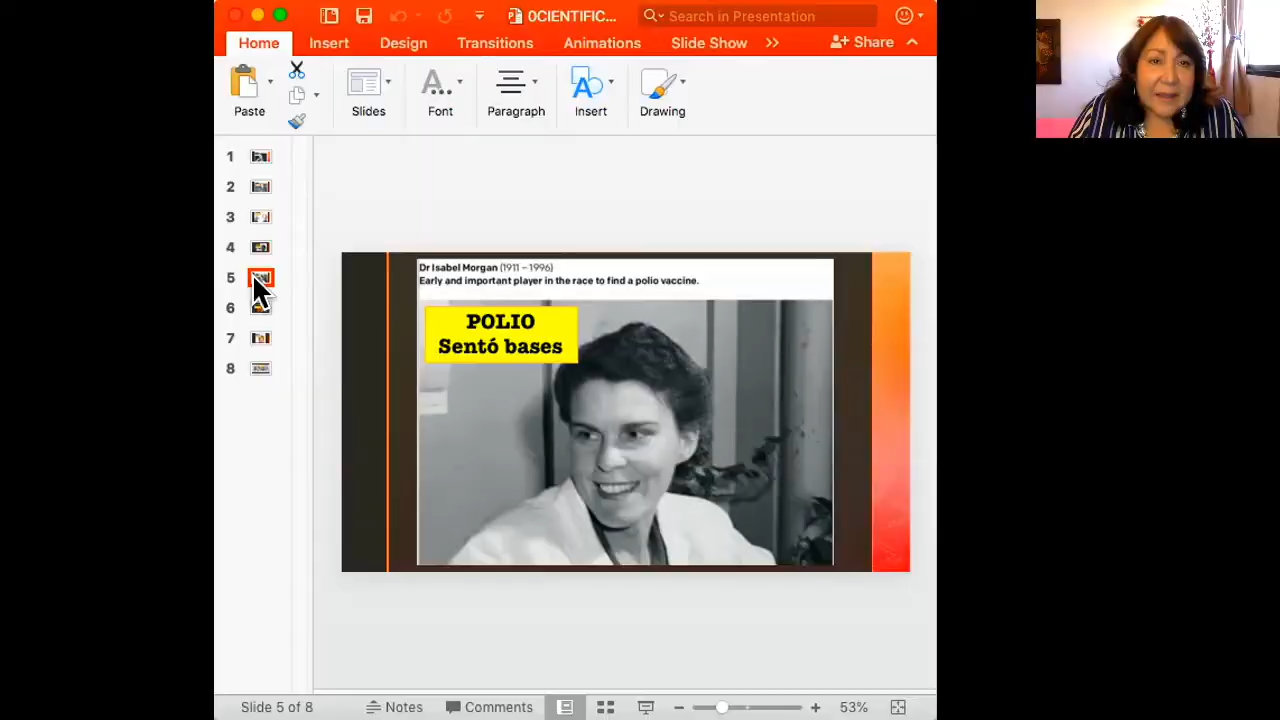 0CIENTIFIC...
Search in Presentation
Home
Insert
Design
Transitions
Animations
Slide Show
Share
Paste
Slides
Font
Paragraph
Insert
Drawing
1
2
3
4
5
6
7
8
Dr Isabel Morgan (1911 – 1996)
Early and important player in the race to find a polio vaccine.
POLIO
Sentó bases
Slide 5 of 8
Notes
Comments
53%